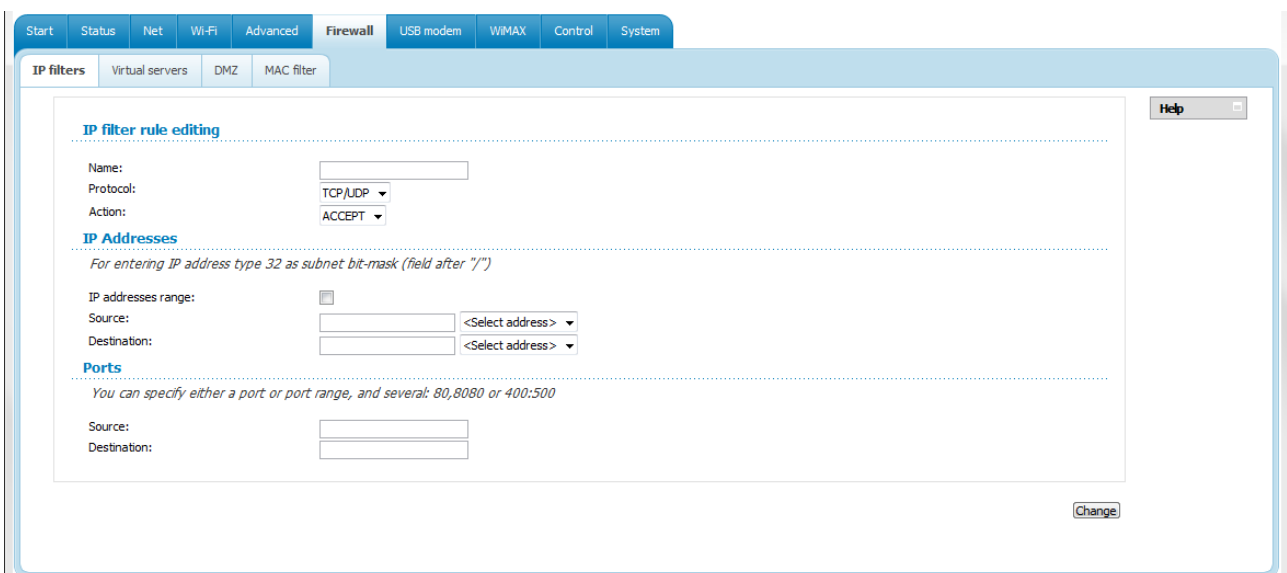 Start Status Net Wi-Fi Advanced Firewall USB modem WiMAX Control System
IP filters Virtual servers DMZ MAC filter
Help
IP filter rule editing
Name:
Protocol: TCP/UDP
Action: ACCEPT
IP Addresses
For entering IP address type 32 as subnet bit-mask (field after "/")
IP addresses range:
Source: <Select address>
Destination: <Select address>
Ports
You can specify either a port or port range, and several: 80,8080 or 400:500
Source:
Destination:
Change